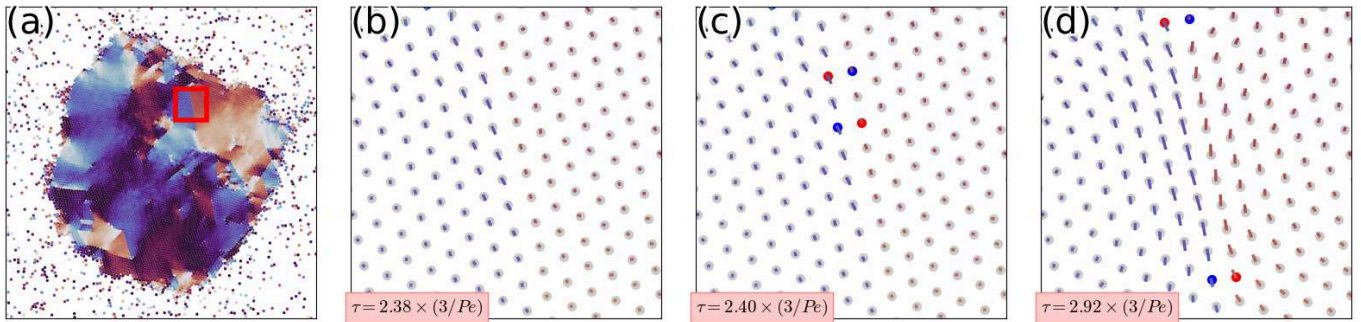 (a)
(b)
(c)
(d)
τ = 2.38 × (3/Pe)
τ = 2.40 × (3/Pe)
τ = 2.92 × (3/Pe)